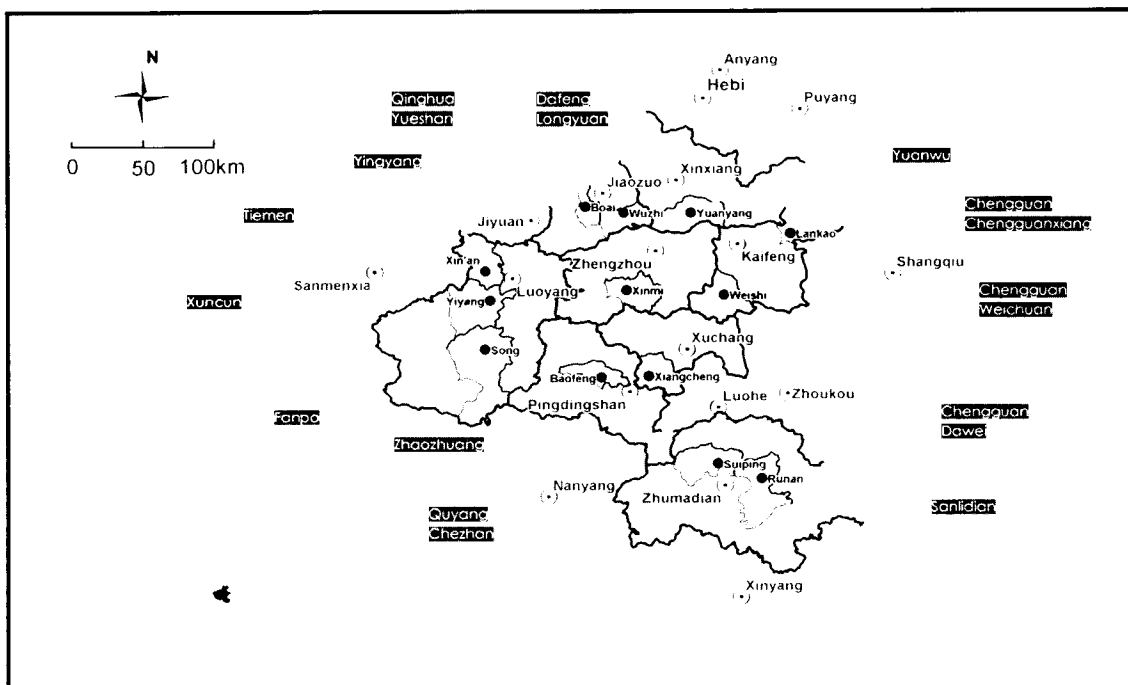 N
0 50 100km
Anyang
Hebi
Puyang
Qinghua
Yueshan
Dafeng
Longyuan
Yingyang
Yuanwu
Xinxiang
Jiaozuo
Boai
Wuzhi
Yuanyang
Tiemen
Jiyuan
Chengguan
Chengguanxiang
Lankao
Xin'an
Zhengzhou
Kaifeng
Shangqiu
Sanmenxia
Luoyang
Xinmi
Weishi
Xuncun
Yiyang
Chengguan
Weichuan
Song
Xuchang
Baofeng
Xiangcheng
Pingdingshan
Luohe
Zhoukou
Fanpa
Chengguan
Dawei
Zhaozhuang
Suiping
Runan
Nanyang
Zhumadian
Quyang
Chezhan
Sanlidian
Xinyang